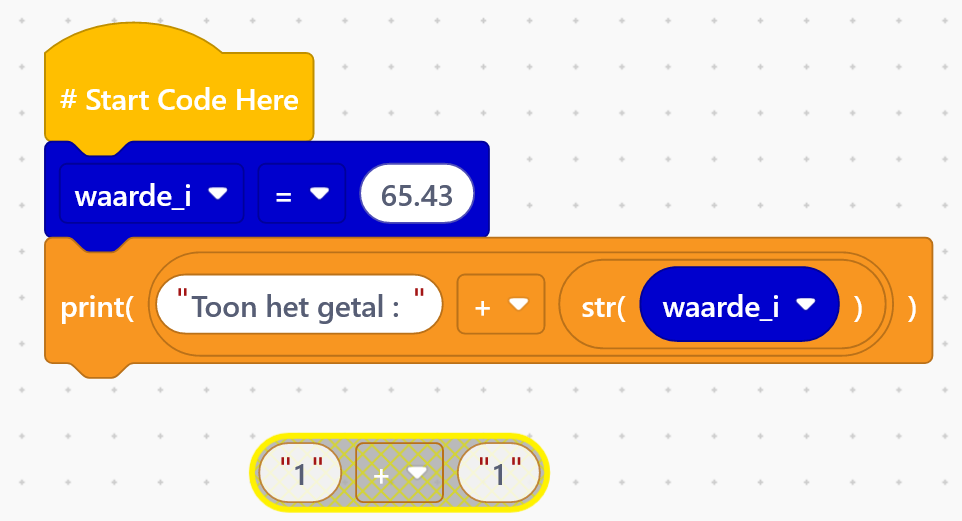 # Start Code Here
waarde_i = 65.43
print( "Toon het getal : " + str( waarde_i ) )
"1" + "1"